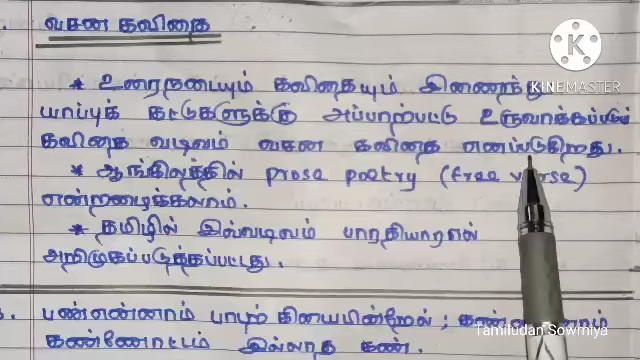 வசன கவிதை
* உரைநடையும் கவிதையும் இணைந்து
யாப்புக் கட்டுகளுக்கு அப்பாற்பட்டு உருவாக்கப்படும்
கவிதை வடிவம் வசன கவிதை எனப்படுகிறது.
* ஆங்கிலத்தில் prose poetry (free verse)
என்றழைக்கலாம்.
* தமிழில் இவ்வடிவம் பாரதியாரால்
அறிமுகப்படுத்தப்பட்டது.
பண்என்னாம் பாடற் கியைபின்றேல் ; கண்என்னாம்
கண்ணோட்டம் இல்லாத கண்.
KINEMASTER
Tamiludan Sowmiya